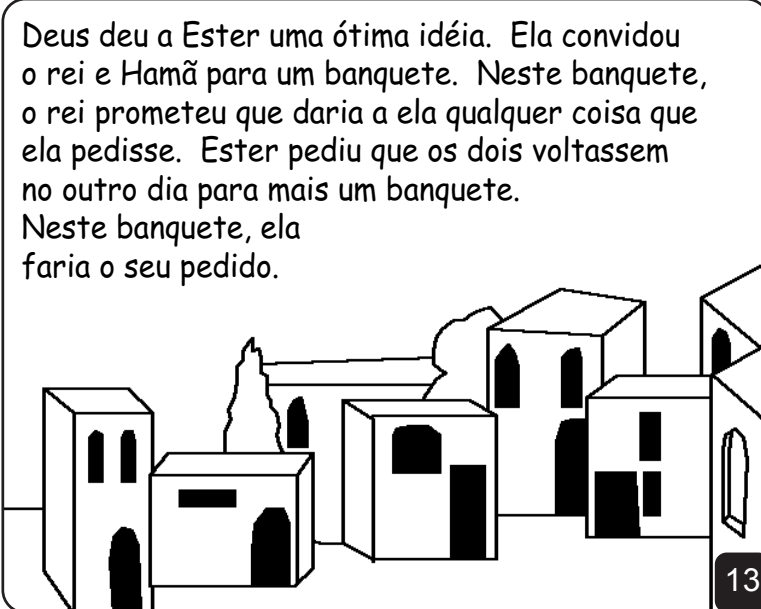 Deus deu a Ester uma ótima idéia.  Ela convidou
o rei e Hamã para um banquete.  Neste banquete,
o rei prometeu que daria a ela qualquer coisa que
ela pedisse.  Ester pediu que os dois voltassem
no outro dia para mais um banquete.
Neste banquete, ela
faria o seu pedido.
13